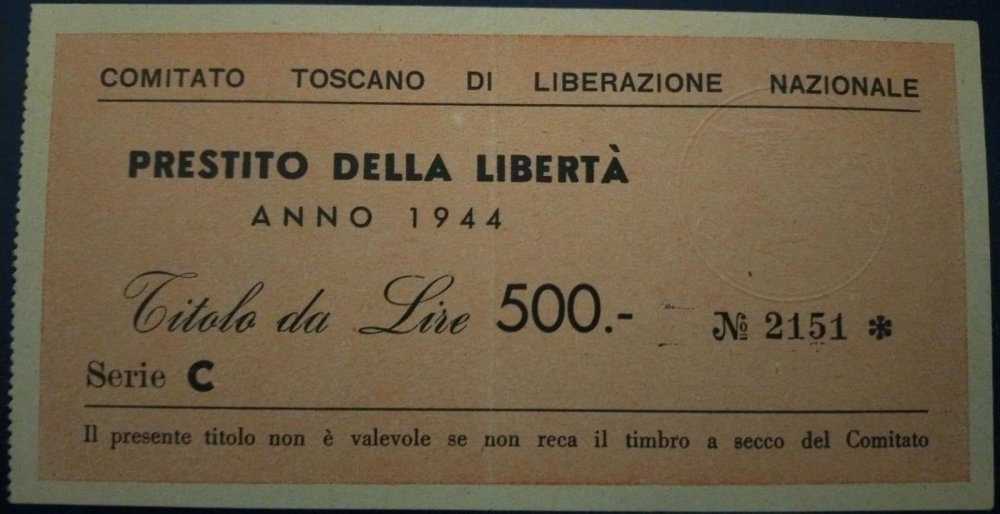 COMITATO TOSCANO DI LIBERAZIONE NAZIONALE
PRESTITO DELLA LIBERTÀ
ANNO 1944
Titolo da Lire 500.- № 2151 *
Serie C
Il presente titolo non è valevole se non reca il timbro a secco del Comitato